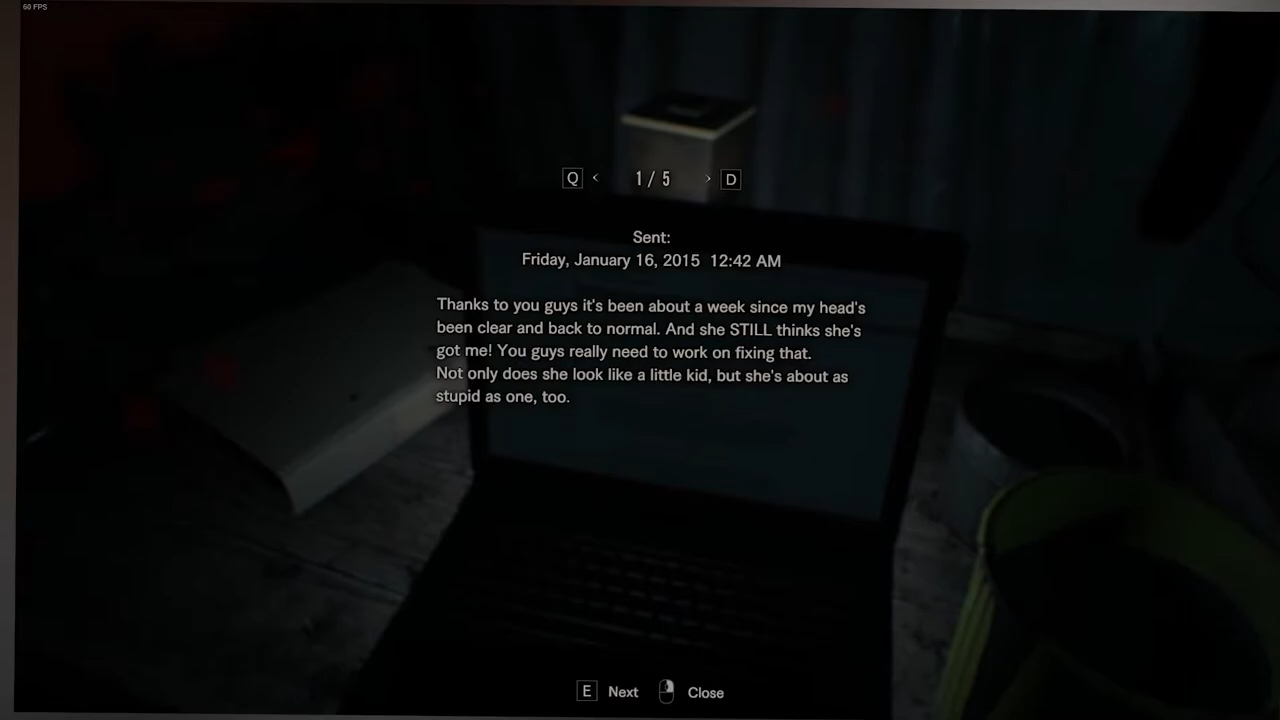 60 FPS
Q < 1 / 5 > D
Sent:
Friday, January 16, 2015 12:42 AM
Thanks to you guys it's been about a week since my head's
been clear and back to normal. And she STILL thinks she's
got me! You guys really need to work on fixing that.
Not only does she look like a little kid, but she's about as
stupid as one, too.
E Next Close